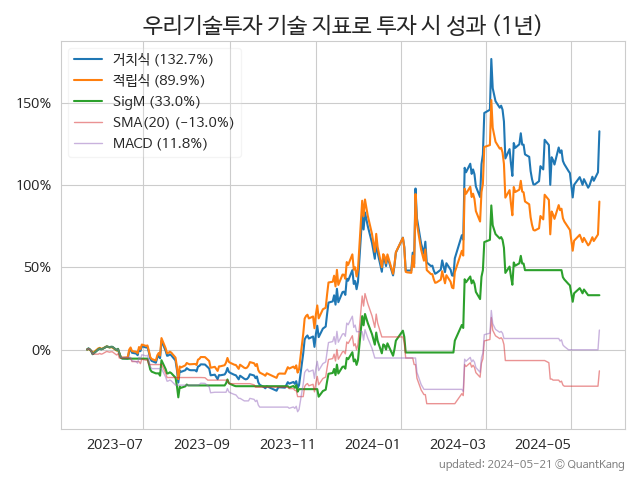 우리기술투자 기술 지표로 투자 시 성과 (1년)
거치식 (132.7%)
적립식 (89.9%)
SigM (33.0%)
SMA(20) (-13.0%)
MACD (11.8%)
150%
100%
50%
0%
2023-07 2023-09 2023-11 2024-01 2024-03 2024-05
updated: 2024-05-21 © QuantKang